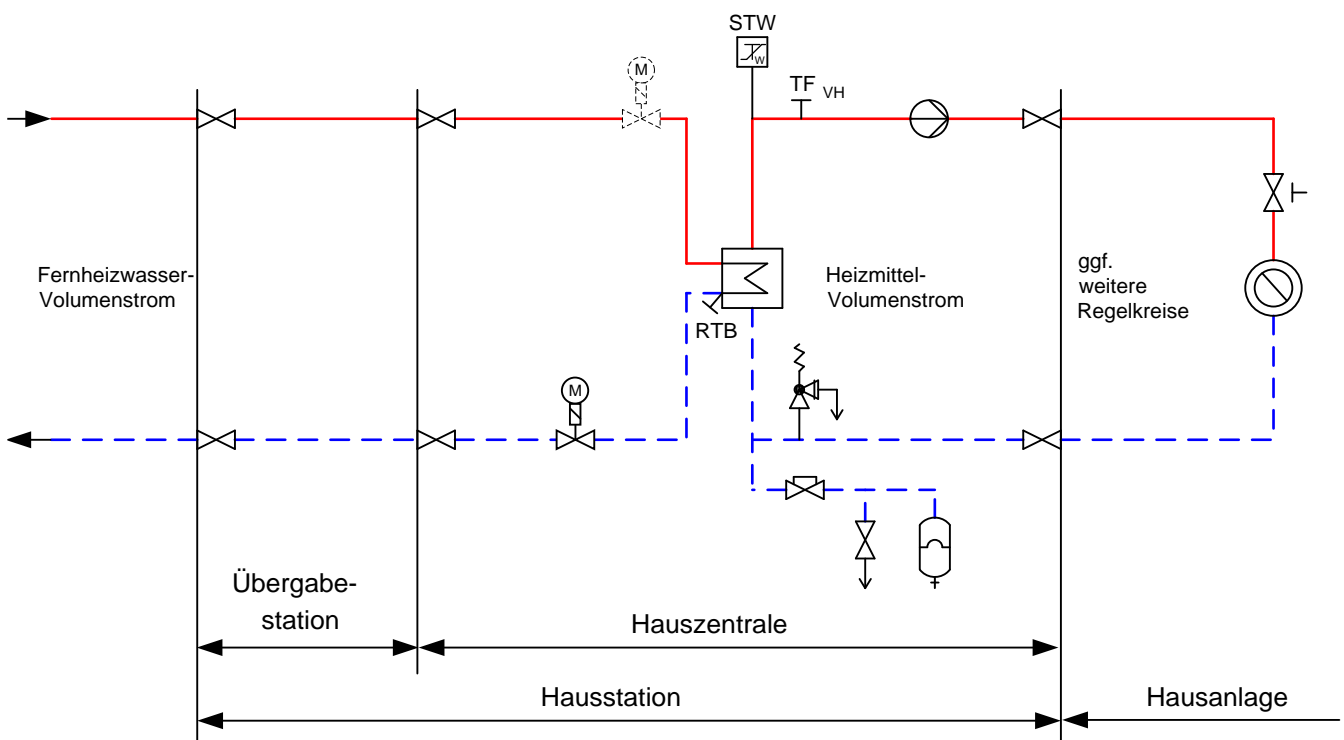 STW
W
M
TF VH
Fernheizwasser-
Volumenstrom
Heizmittel-
Volumenstrom
ggf.
weitere
Regelkreise
RTB
M
Übergabe-
station
Hauszentrale
Hausstation
Hausanlage